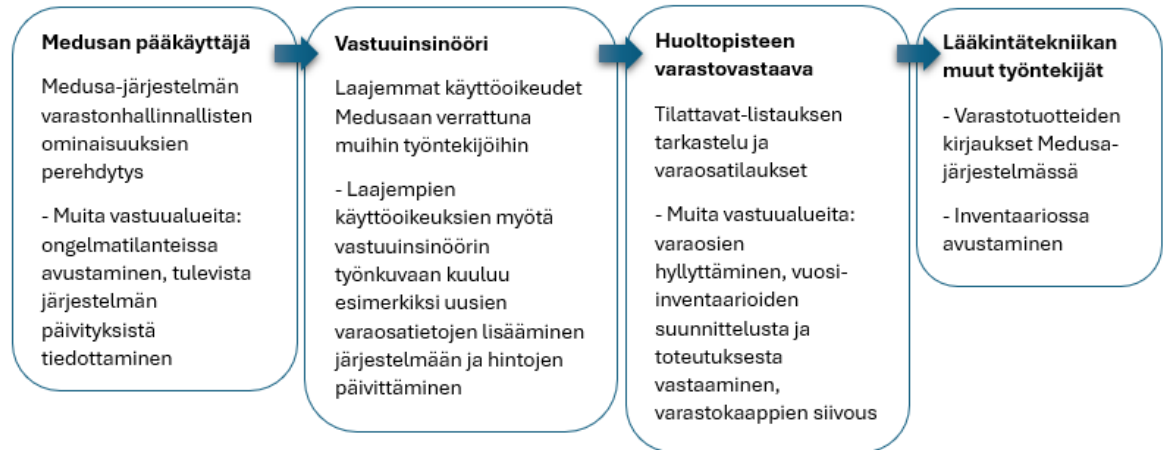 Medusan pääkäyttäjä
Medusa-järjestelmän
varastonhallinnallisten
ominaisuuksien
perehdytys
- Muita vastuualueita:
ongelmatilanteissa
avustaminen, tulevista
järjestelmän
päivityksistä
tiedottaminen
Vastuuinsinööri
Laajemmat käyttöoikeudet
Medusaan verrattuna
muihin työntekijöihin
- Laajempien
käyttöoikeuksien myötä
vastuuinsinöörin
työnkuvaan kuuluu
esimerkiksi uusien
varaosatietojen lisääminen
järjestelmään ja hintojen
päivittäminen
Huoltopisteen
varastovastaava
Tilattavat-listauksen
tarkastelu ja
varaosatilaukset
- Muita vastuualueita:
varaosien
hyllyttäminen, vuosi-
inventaarioiden
suunnittelusta ja
toteutuksesta
vastaaminen,
varastokaappien siivous
Lääkintätekniikan
muut työntekijät
- Varastotuotteiden
kirjaukset Medusa-
järjestelmässä
- Inventaariossa
avustaminen